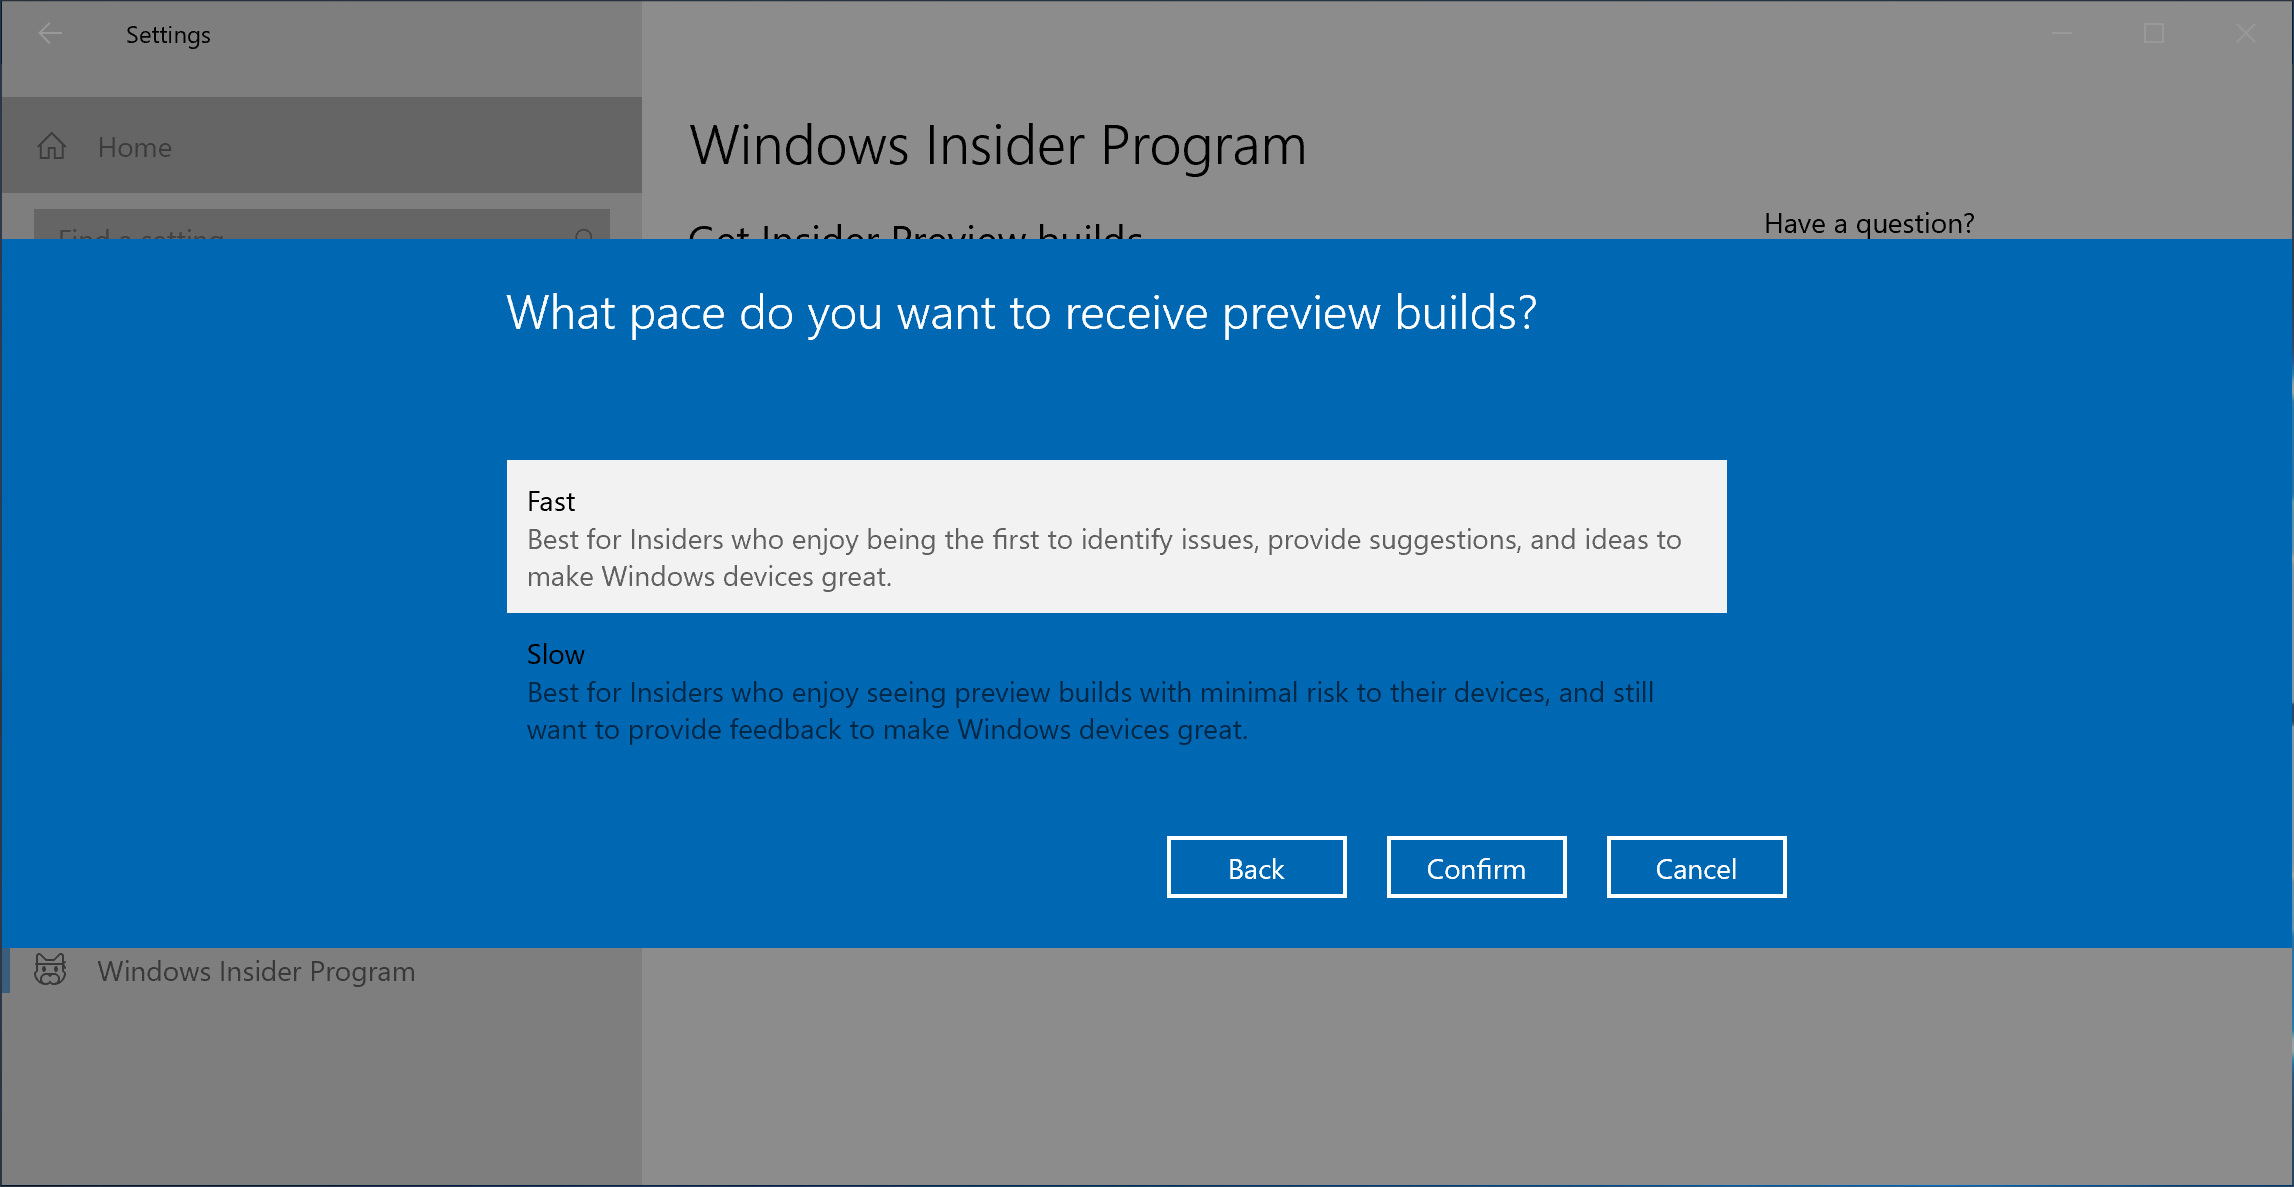 Settings
Home
Find a setting
Windows Insider Program
Get Insider Preview builds
Have a question?
What pace do you want to receive preview builds?
Fast
Best for Insiders who enjoy being the first to identify issues, provide suggestions, and ideas to
make Windows devices great.
Slow
Best for Insiders who enjoy seeing preview builds with minimal risk to their devices, and still
want to provide feedback to make Windows devices great.
Back
Confirm
Cancel
Windows Insider Program